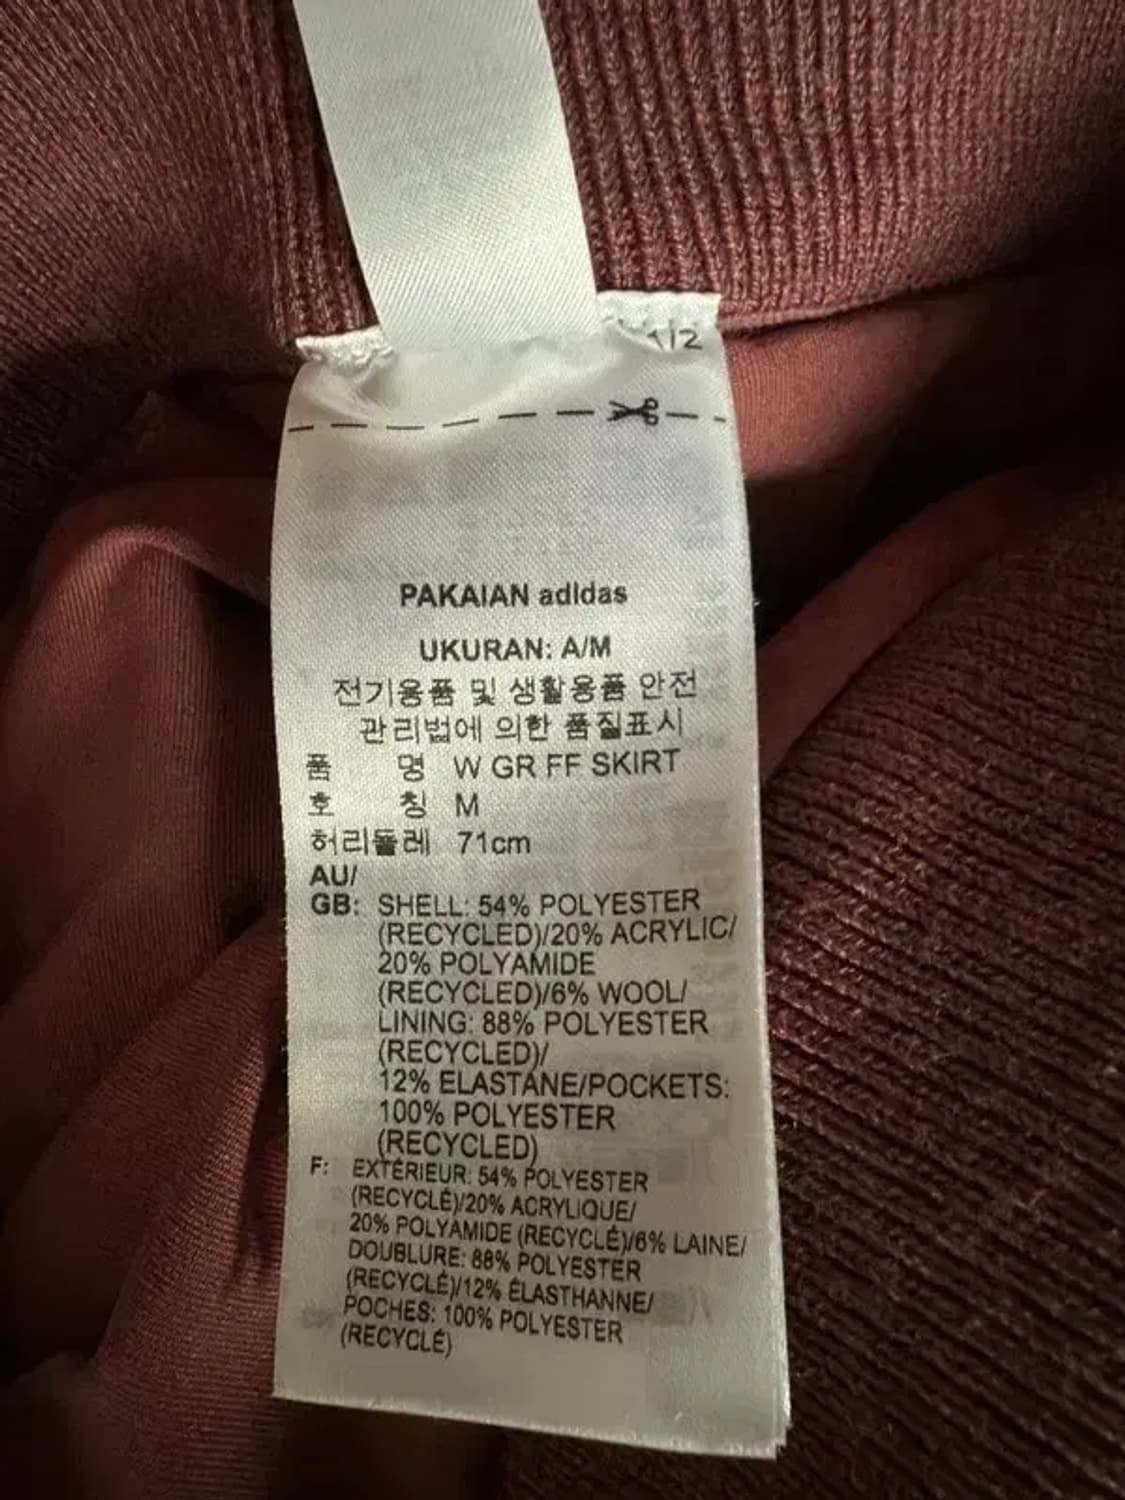 1/2
PAKAIAN adidas
UKURAN: A/M
전기용품 및 생활용품 안전
관리법에 의한 품질표시
품 명 W GR FF SKIRT
호 칭 M
허리둘레 71cm
AU/
GB: SHELL: 54% POLYESTER
(RECYCLED)/20% ACRYLIC/
20% POLYAMIDE
(RECYCLED)/6% WOOL/
LINING: 88% POLYESTER
(RECYCLED)/
12% ELASTANE/POCKETS:
100% POLYESTER
(RECYCLED)
F: EXTÉRIEUR: 54% POLYESTER
(RECYCLÉ)/20% ACRYLIQUE/
20% POLYAMIDE (RECYCLÉ)/6% LAINE/
DOUBLURE: 88% POLYESTER
(RECYCLÉ)/12% ÉLASTHANNE/
POCHES: 100% POLYESTER
(RECYCLÉ)